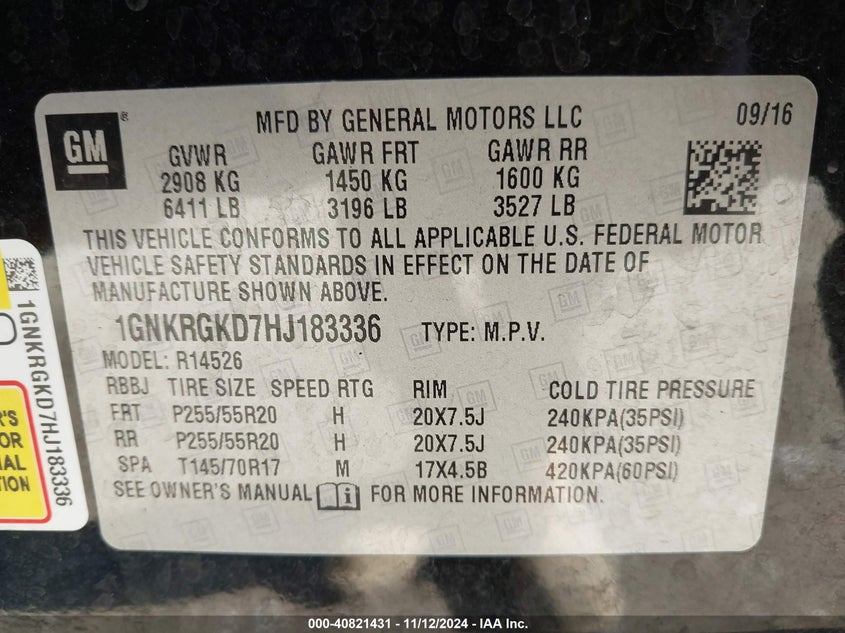 GM
®
MFD BY GENERAL MOTORS LLC
09/16
GVWR GAWR FRT GAWR RR
2908 KG 1450 KG 1600 KG
6411 LB 3196 LB 3527 LB
THIS VEHICLE CONFORMS TO ALL APPLICABLE U.S. FEDERAL MOTOR
VEHICLE SAFETY STANDARDS IN EFFECT ON THE DATE OF
MANUFACTURE SHOWN ABOVE.
1GNKRGKD7HJ183336 TYPE: M.P.V.
MODEL: R14526
RBBJ TIRE SIZE SPEED RTG RIM COLD TIRE PRESSURE
FRT P255/55R20 H 20X7.5J 240KPA(35PSI)
RR P255/55R20 H 20X7.5J 240KPA(35PSI)
SPA T145/70R17 M 17X4.5B 420KPA(60PSI)
SEE OWNER'S MANUAL FOR MORE INFORMATION.
1GNKRGKD7HJ183336
000-40821431 - 11/12/2024 - IAA Inc.